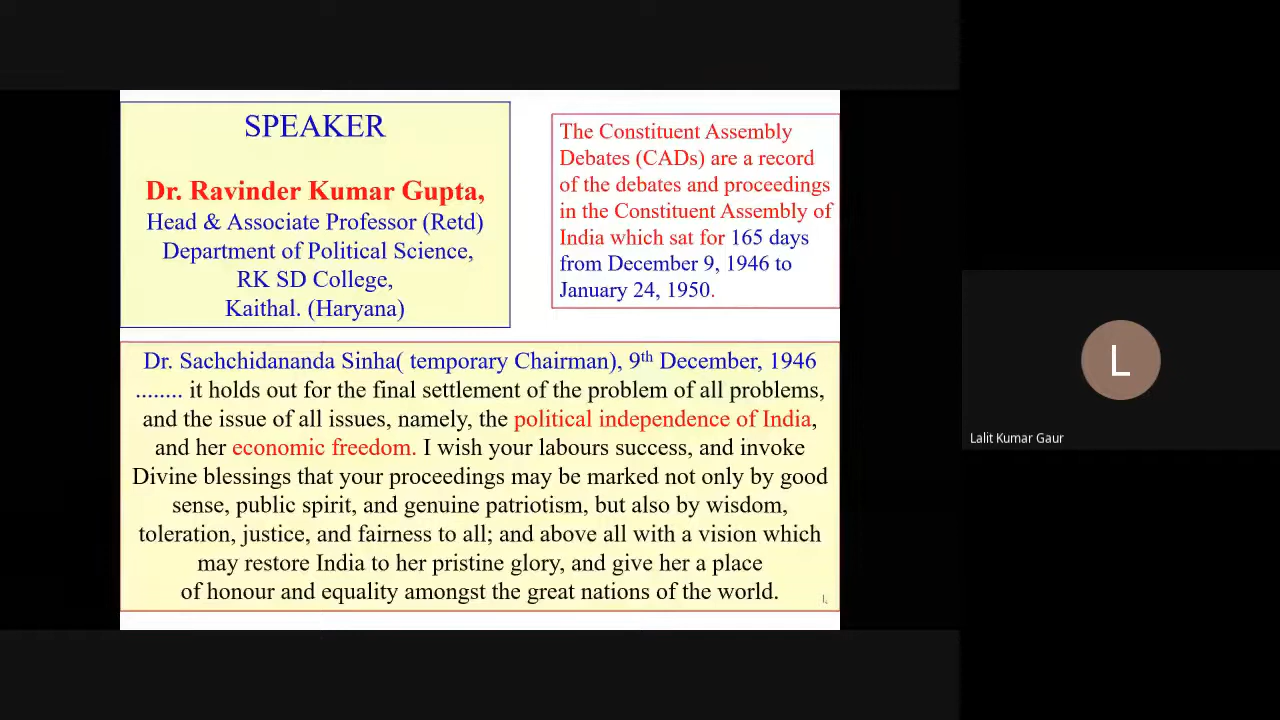 SPEAKER
Dr. Ravinder Kumar Gupta,
Head & Associate Professor (Retd)
Department of Political Science,
RK SD College,
Kaithal. (Haryana)
The Constituent Assembly
Debates (CADs) are a record
of the debates and proceedings
in the Constituent Assembly of
India which sat for 165 days
from December 9, 1946 to
January 24, 1950.
Dr. Sachchidananda Sinha( temporary Chairman), 9th December, 1946
........ it holds out for the final settlement of the problem of all problems,
and the issue of all issues, namely, the political independence of India,
and her economic freedom. I wish your labours success, and invoke
Divine blessings that your proceedings may be marked not only by good
sense, public spirit, and genuine patriotism, but also by wisdom,
toleration, justice, and fairness to all; and above all with a vision which
may restore India to her pristine glory, and give her a place
of honour and equality amongst the great nations of the world.
L
Lalit Kumar Gaur